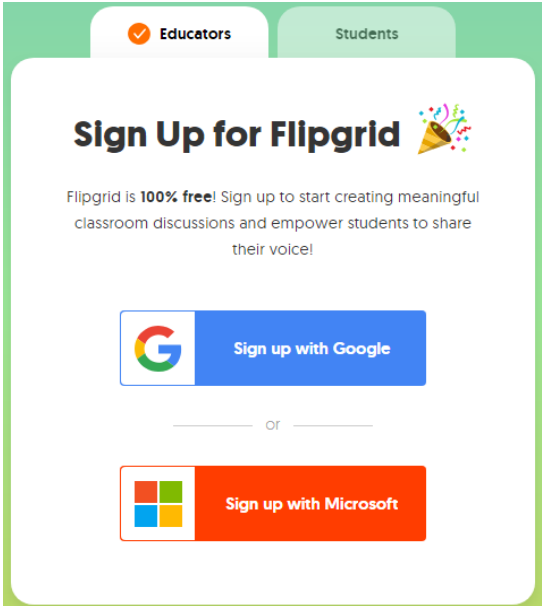 Educators
Students
Sign Up for Flipgrid
Flipgrid is 100% free! Sign up to start creating meaningful
classroom discussions and empower students to share
their voice!
Sign up with Google
or
Sign up with Microsoft